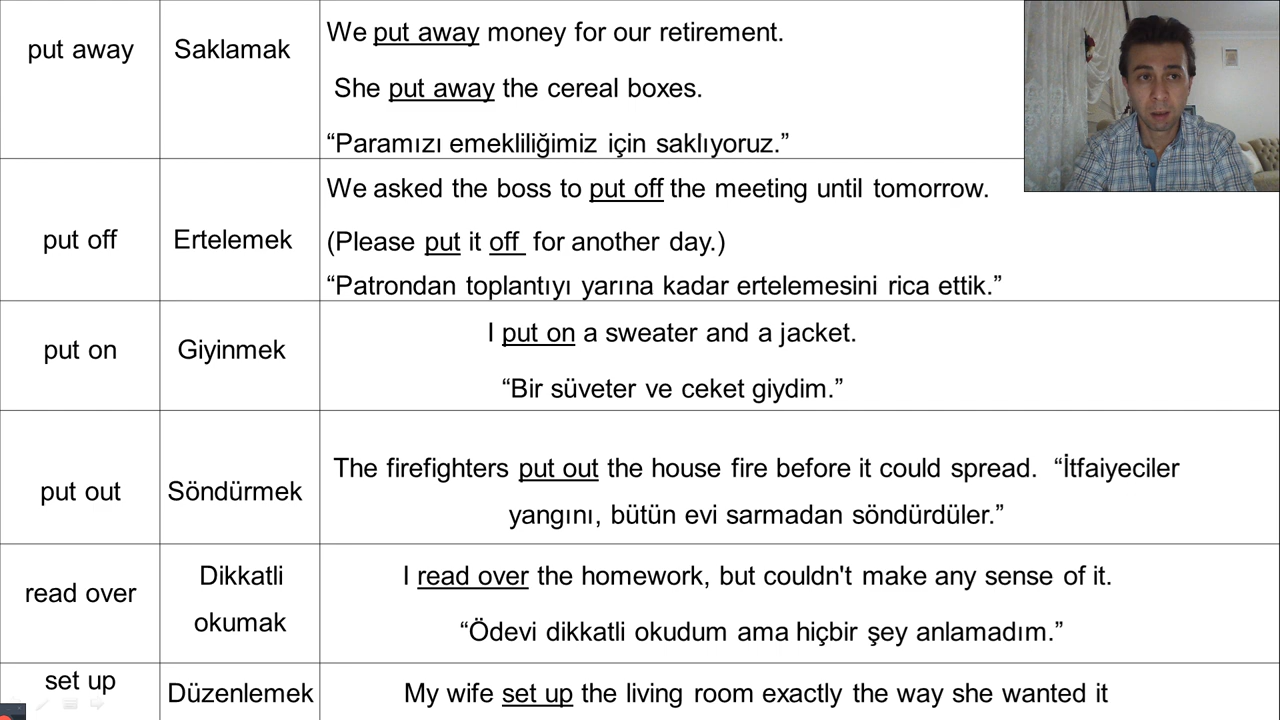 put away
Saklamak
We put away money for our retirement.
She put away the cereal boxes.
“Paramızı emekliliğimiz için saklıyoruz.”
put off
Ertelemek
We asked the boss to put off the meeting until tomorrow.
(Please put it off for another day.)
“Patrondan toplantıyı yarına kadar ertelemesini rica ettik.”
put on
Giyinmek
I put on a sweater and a jacket.
“Bir süveter ve ceket giydim.”
put out
Söndürmek
The firefighters put out the house fire before it could spread. “İtfaiyeciler
yangını, bütün evi sarmadan söndürdüler.”
read over
Dikkatli
okumak
I read over the homework, but couldn't make any sense of it.
“Ödevi dikkatli okudum ama hiçbir şey anlamadım.”
set up
Düzenlemek
My wife set up the living room exactly the way she wanted it